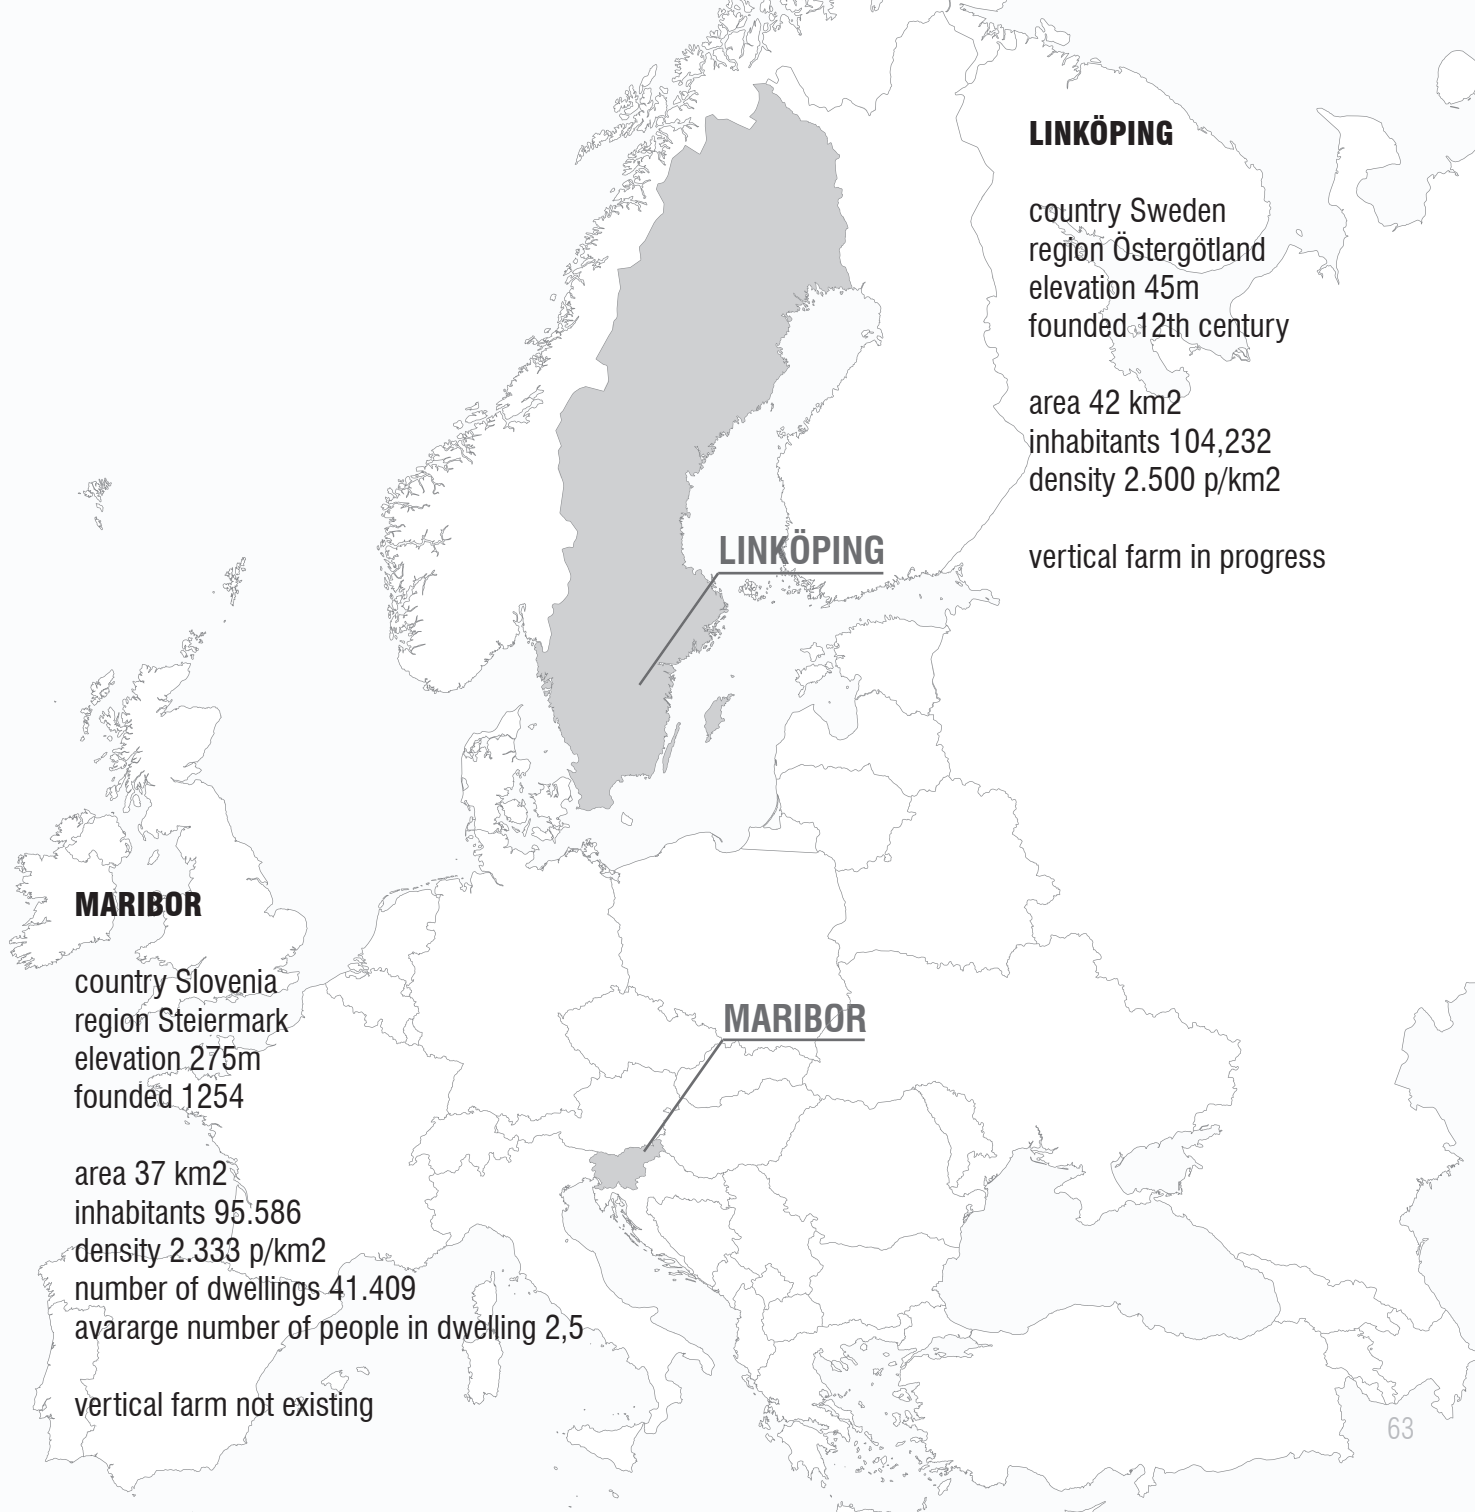 LINKÖPING
country Sweden
region Östergötland
elevation 45m
founded 12th century
area 42 km2
inhabitants 104,232
density 2.500 p/km2
vertical farm in progress
LINKÖPING
MARIBOR
country Slovenia
region Steiermark
elevation 275m
founded 1254
area 37 km2
inhabitants 95.586
density 2.333 p/km2
number of dwellings 41.409
avararge number of people in dwelling 2,5
vertical farm not existing
MARIBOR
63